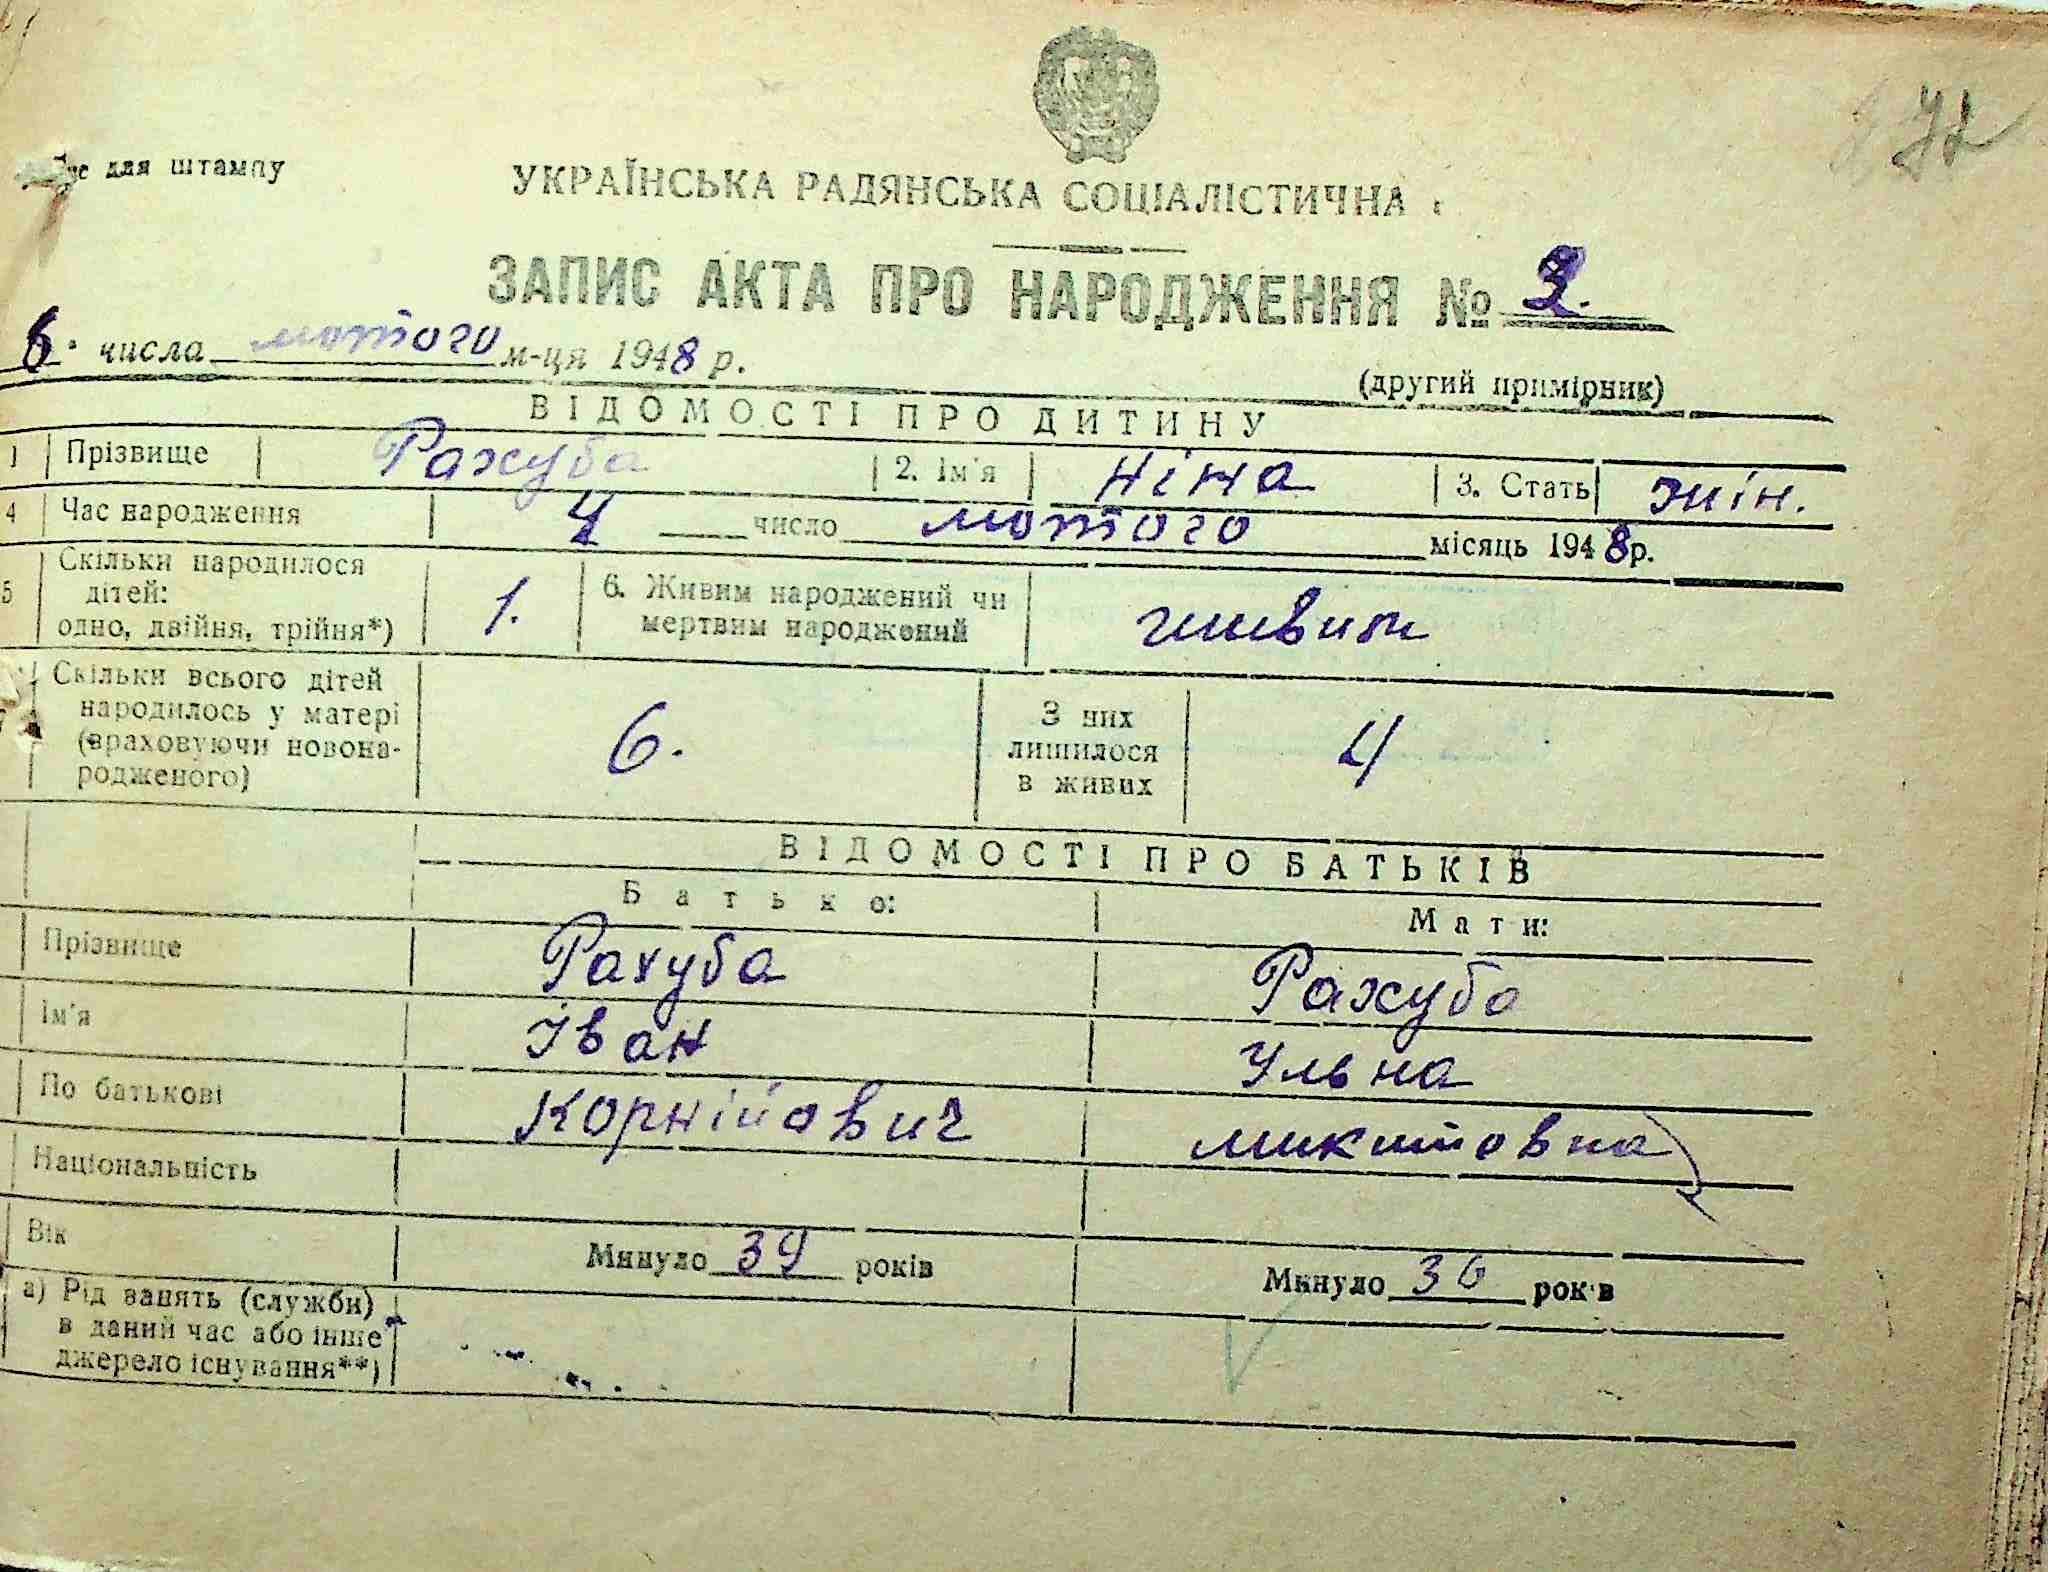 72
для штампу
УКРАЇНСЬКА РАДЯНСЬКА СОЦІАЛІСТИЧНА
ЗАПИС АКТА ПРО НАРОДЖЕННЯ №
6. числа лютого м-ця 1948 р.
(другий примірник)
ВІДОМОСТІ ПРО ДИТИНУ
1 Прізвище Рахуба 2. Ім'я Ніна 3. Стать жін.
4 Час народження 4 число лютого місяць 1948 р.
5 Скільки народилося дітей: одно, двійня, трійня*) 1. 6. Живим народжений чи мертвим народжений живим
Скільки всього дітей народилось у матері (враховуючи новонародженого) 6. З них лишилося в живих 4
ВІДОМОСТІ ПРО БАТЬКІВ
Батько: Мати:
Прізвище Рахуба Рахуба
Ім'я Іван Ульна
По батькові Корнійович Микитовна
Національність
Вік Минуло 39 років Минуло 36 років
а) Рід занять (служби) в даний час або інше джерело існування**)